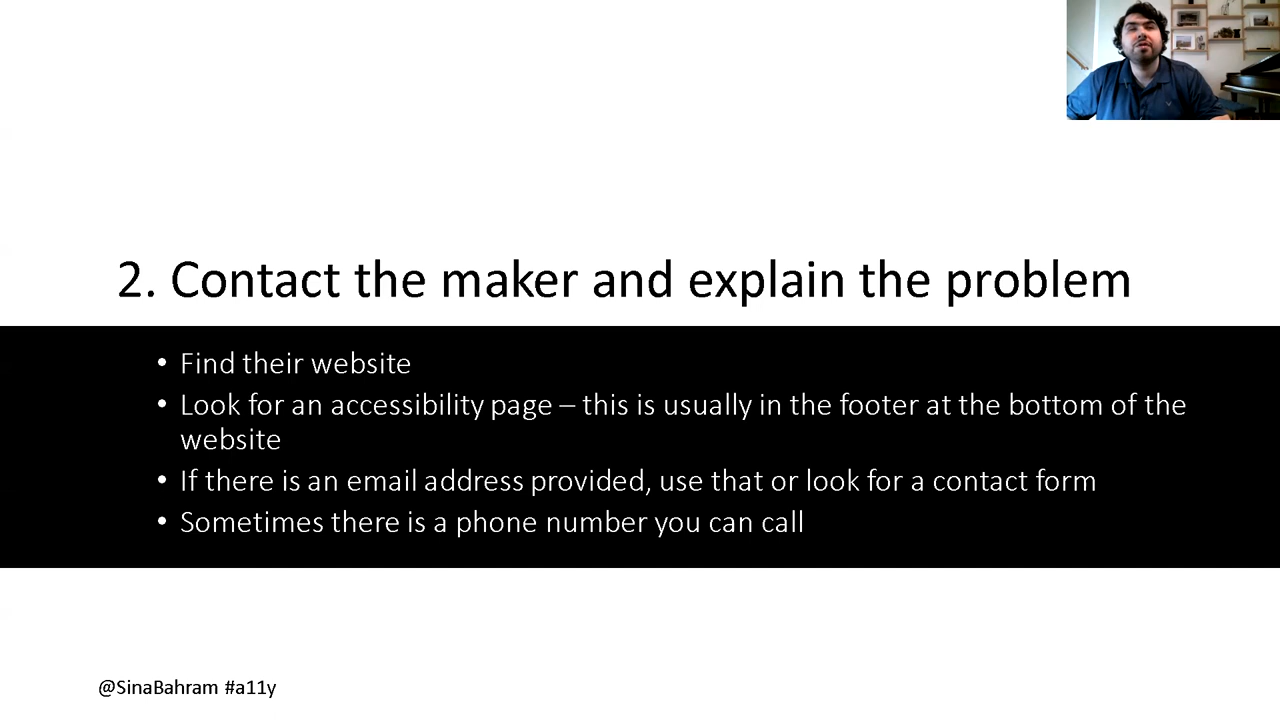 2. Contact the maker and explain the problem
• Find their website
• Look for an accessibility page – this is usually in the footer at the bottom of the
website
• If there is an email address provided, use that or look for a contact form
• Sometimes there is a phone number you can call
@SinaBahram #a11y